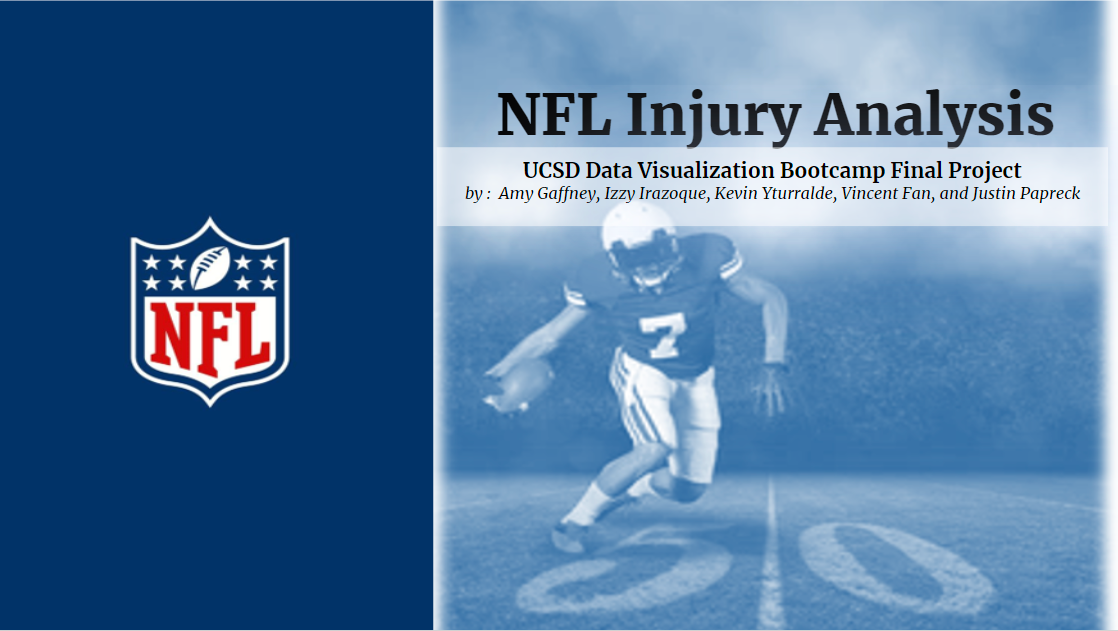 NFL Injury Analysis
UCSD Data Visualization Bootcamp Final Project
by : Amy Gaffney, Izzy Irazoque, Kevin Yturralde, Vincent Fan, and Justin Papreck
NFL
7
50